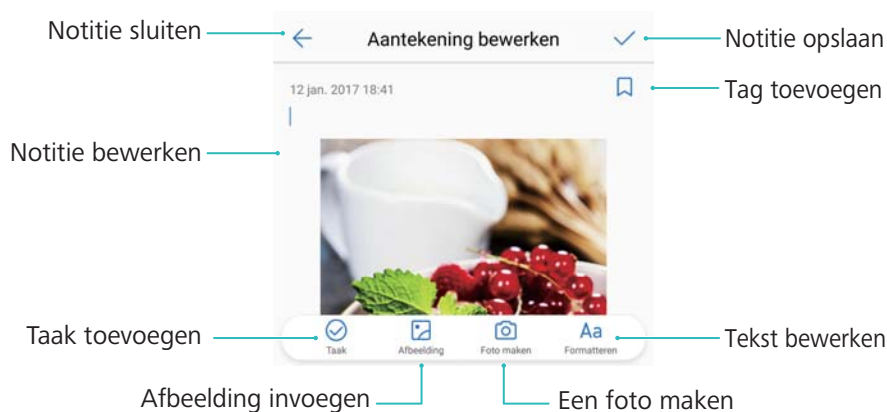 Notitie sluiten
Aantekening bewerken
Notitie opslaan
12 jan. 2017 18:41
Tag toevoegen
Notitie bewerken
Taak toevoegen
Taak
Afbeelding
Foto maken
Aa
Formatteren
Tekst bewerken
Afbeelding invoegen
Een foto maken